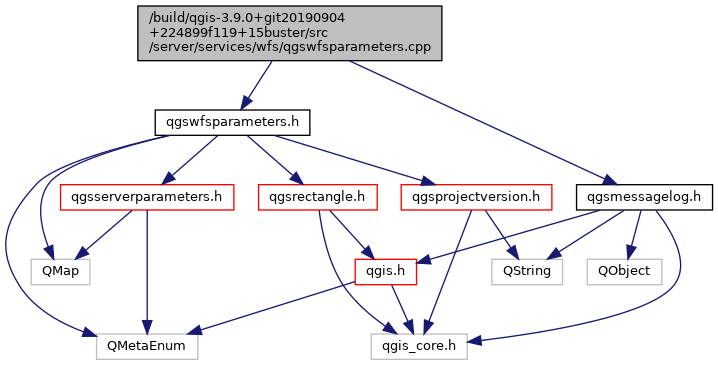 /build/qgis-3.9.0+git20190904
+224899f119+15buster/src
/server/services/wfs/qgswfsparameters.cpp
qgswfsparameters.h
qgsserverparameters.h
qgsrectangle.h
qgsprojectversion.h
qgsmessagelog.h
QMap
qgis.h
QString
QObject
QMetaEnum
qgis_core.h